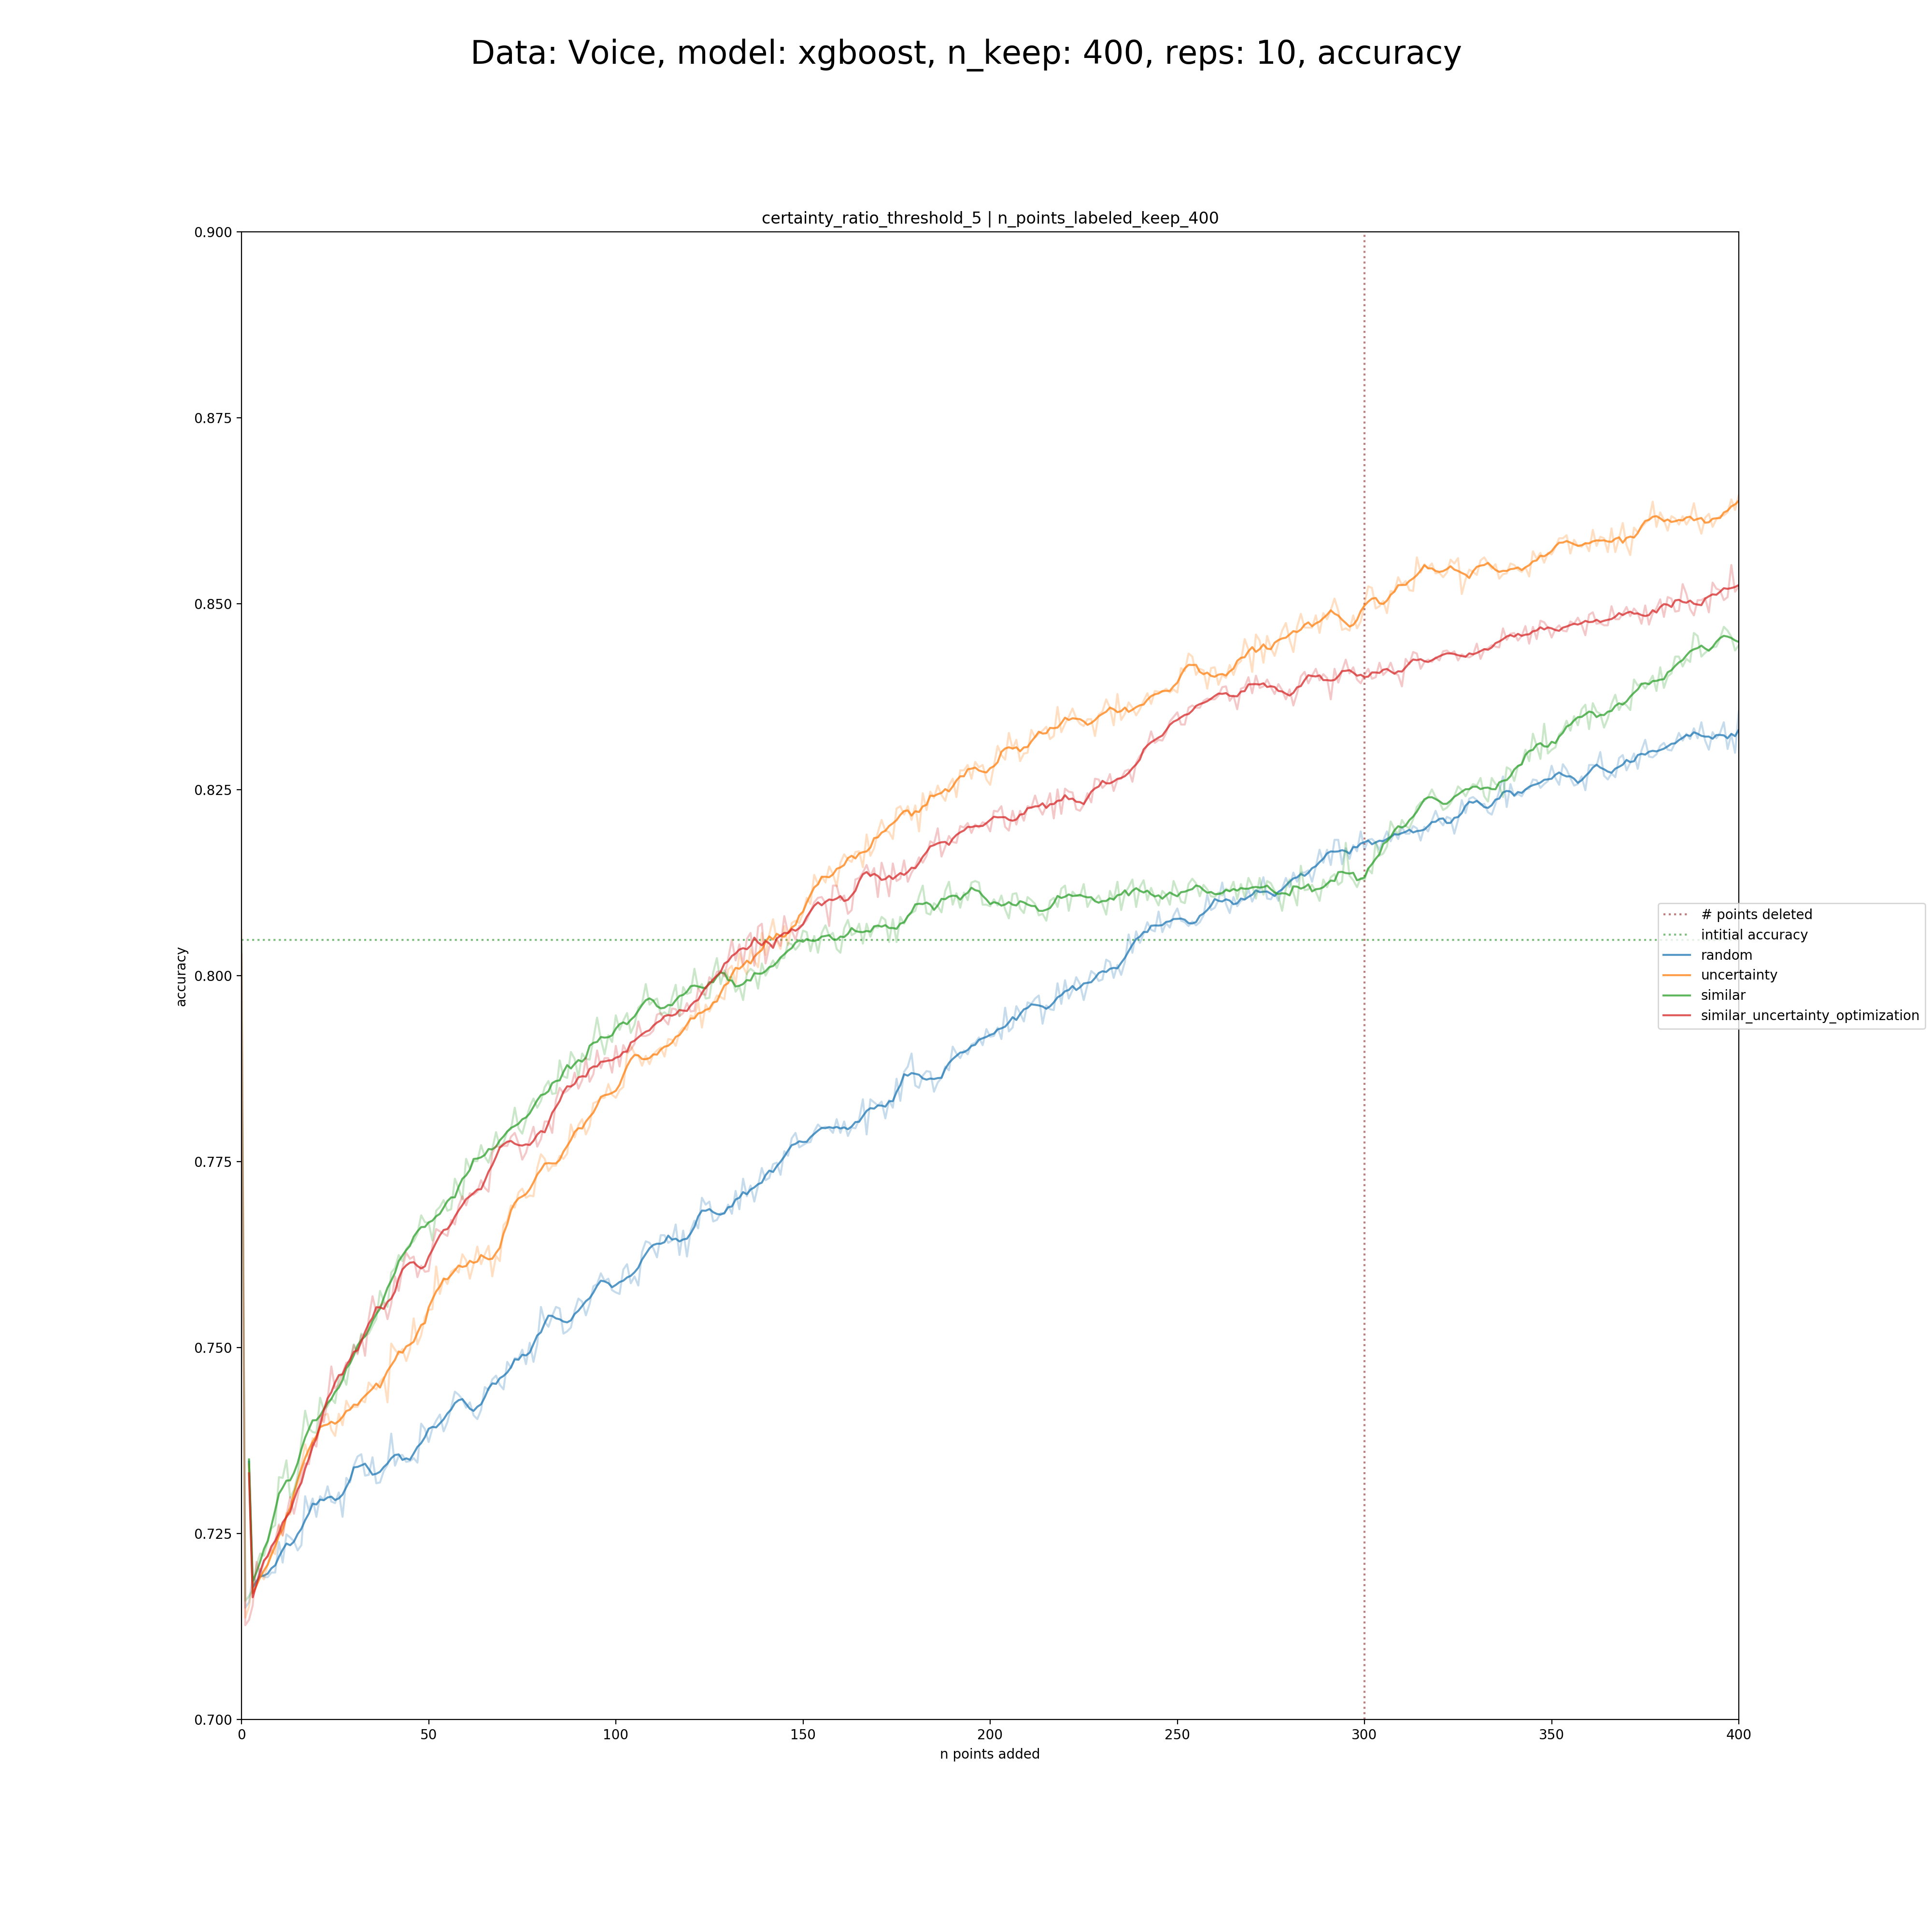 Data: Voice, model: xgboost, n_keep: 400, reps: 10, accuracy
certainty_ratio_threshold_5 | n_points_labeled_keep_400
0.900
0.875
0.850
0.825
0.800
0.775
0.750
0.725
0.700
accuracy
# points deleted
intitial accuracy
random
uncertainty
similar
similar_uncertainty_optimization
0 50 100 150 200 250 300 350 400
n points added